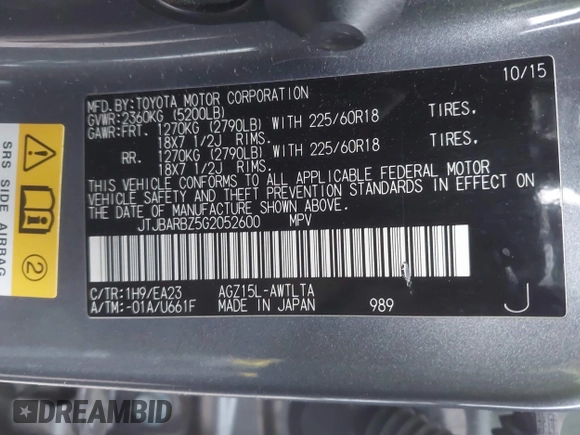 10/15
MFD.BY:TOYOTA MOTOR CORPORATION
GVWR:2360KG (5200LB)
GAWR:FRT. 1270KG (2790LB) WITH 225/60R18 TIRES.
18X7 1/2J RIMS.
RR. 1270KG (2790LB) WITH 225/60R18 TIRES.
18X7 1/2J RIMS.
THIS VEHICLE CONFORMS TO ALL APPLICABLE FEDERAL MOTOR
VEHICLE SAFETY AND THEFT PREVENTION STANDARDS IN EFFECT ON
THE DATE OF MANUFACTURE SHOWN ABOVE.
JTJBARBZ5G2052600 MPV
C/TR:1H9/EA23 AGZ15L-AWTLTA
A/TM:-01A/U661F MADE IN JAPAN 989
J
SRS SIDE AIRBAG
2
DREAMBID